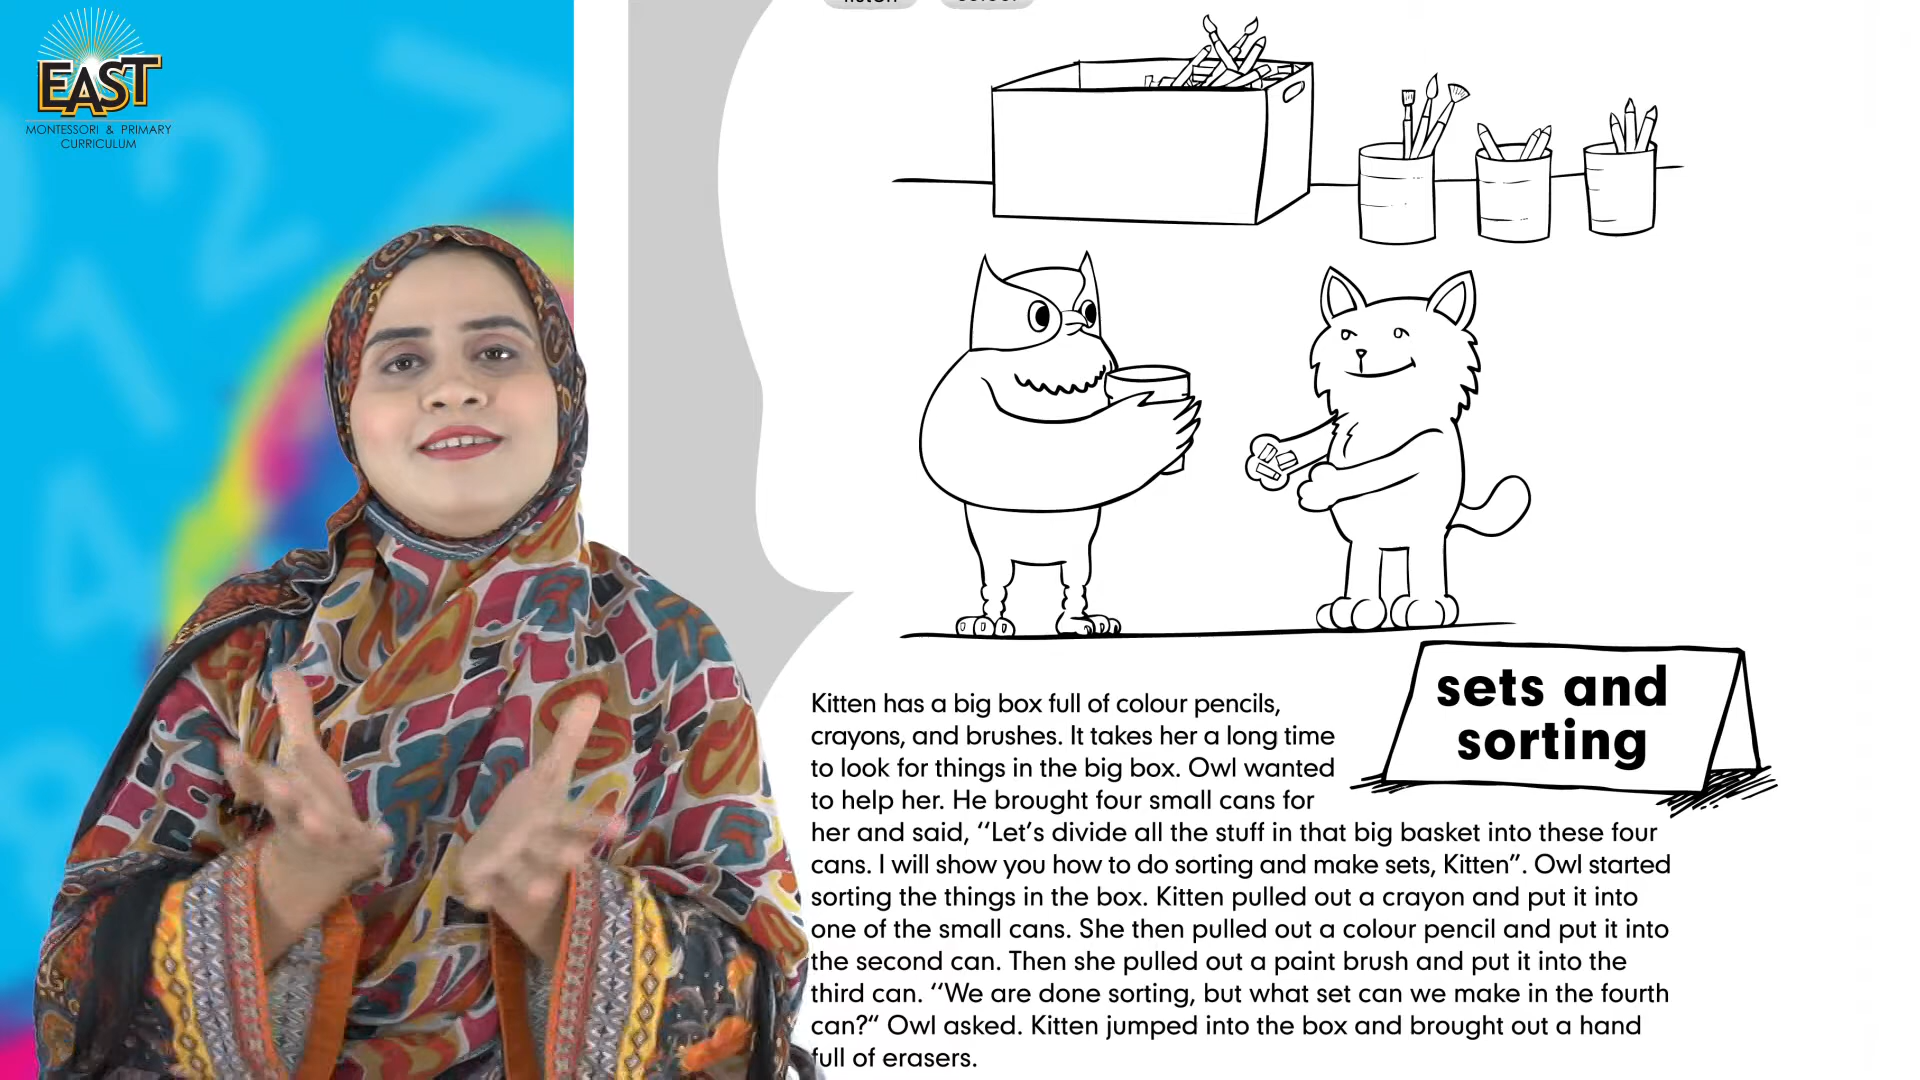 EAST
MONTESSORI & PRIMARY
CURRICULUM
sets and
sorting
Kitten has a big box full of colour pencils,
crayons, and brushes. It takes her a long time
to look for things in the big box. Owl wanted
to help her. He brought four small cans for
her and said, ‘‘Let’s divide all the stuff in that big basket into these four
cans. I will show you how to do sorting and make sets, Kitten”. Owl started
sorting the things in the box. Kitten pulled out a crayon and put it into
one of the small cans. She then pulled out a colour pencil and put it into
the second can. Then she pulled out a paint brush and put it into the
third can. ‘‘We are done sorting, but what set can we make in the fourth
can?“ Owl asked. Kitten jumped into the box and brought out a hand
full of erasers.